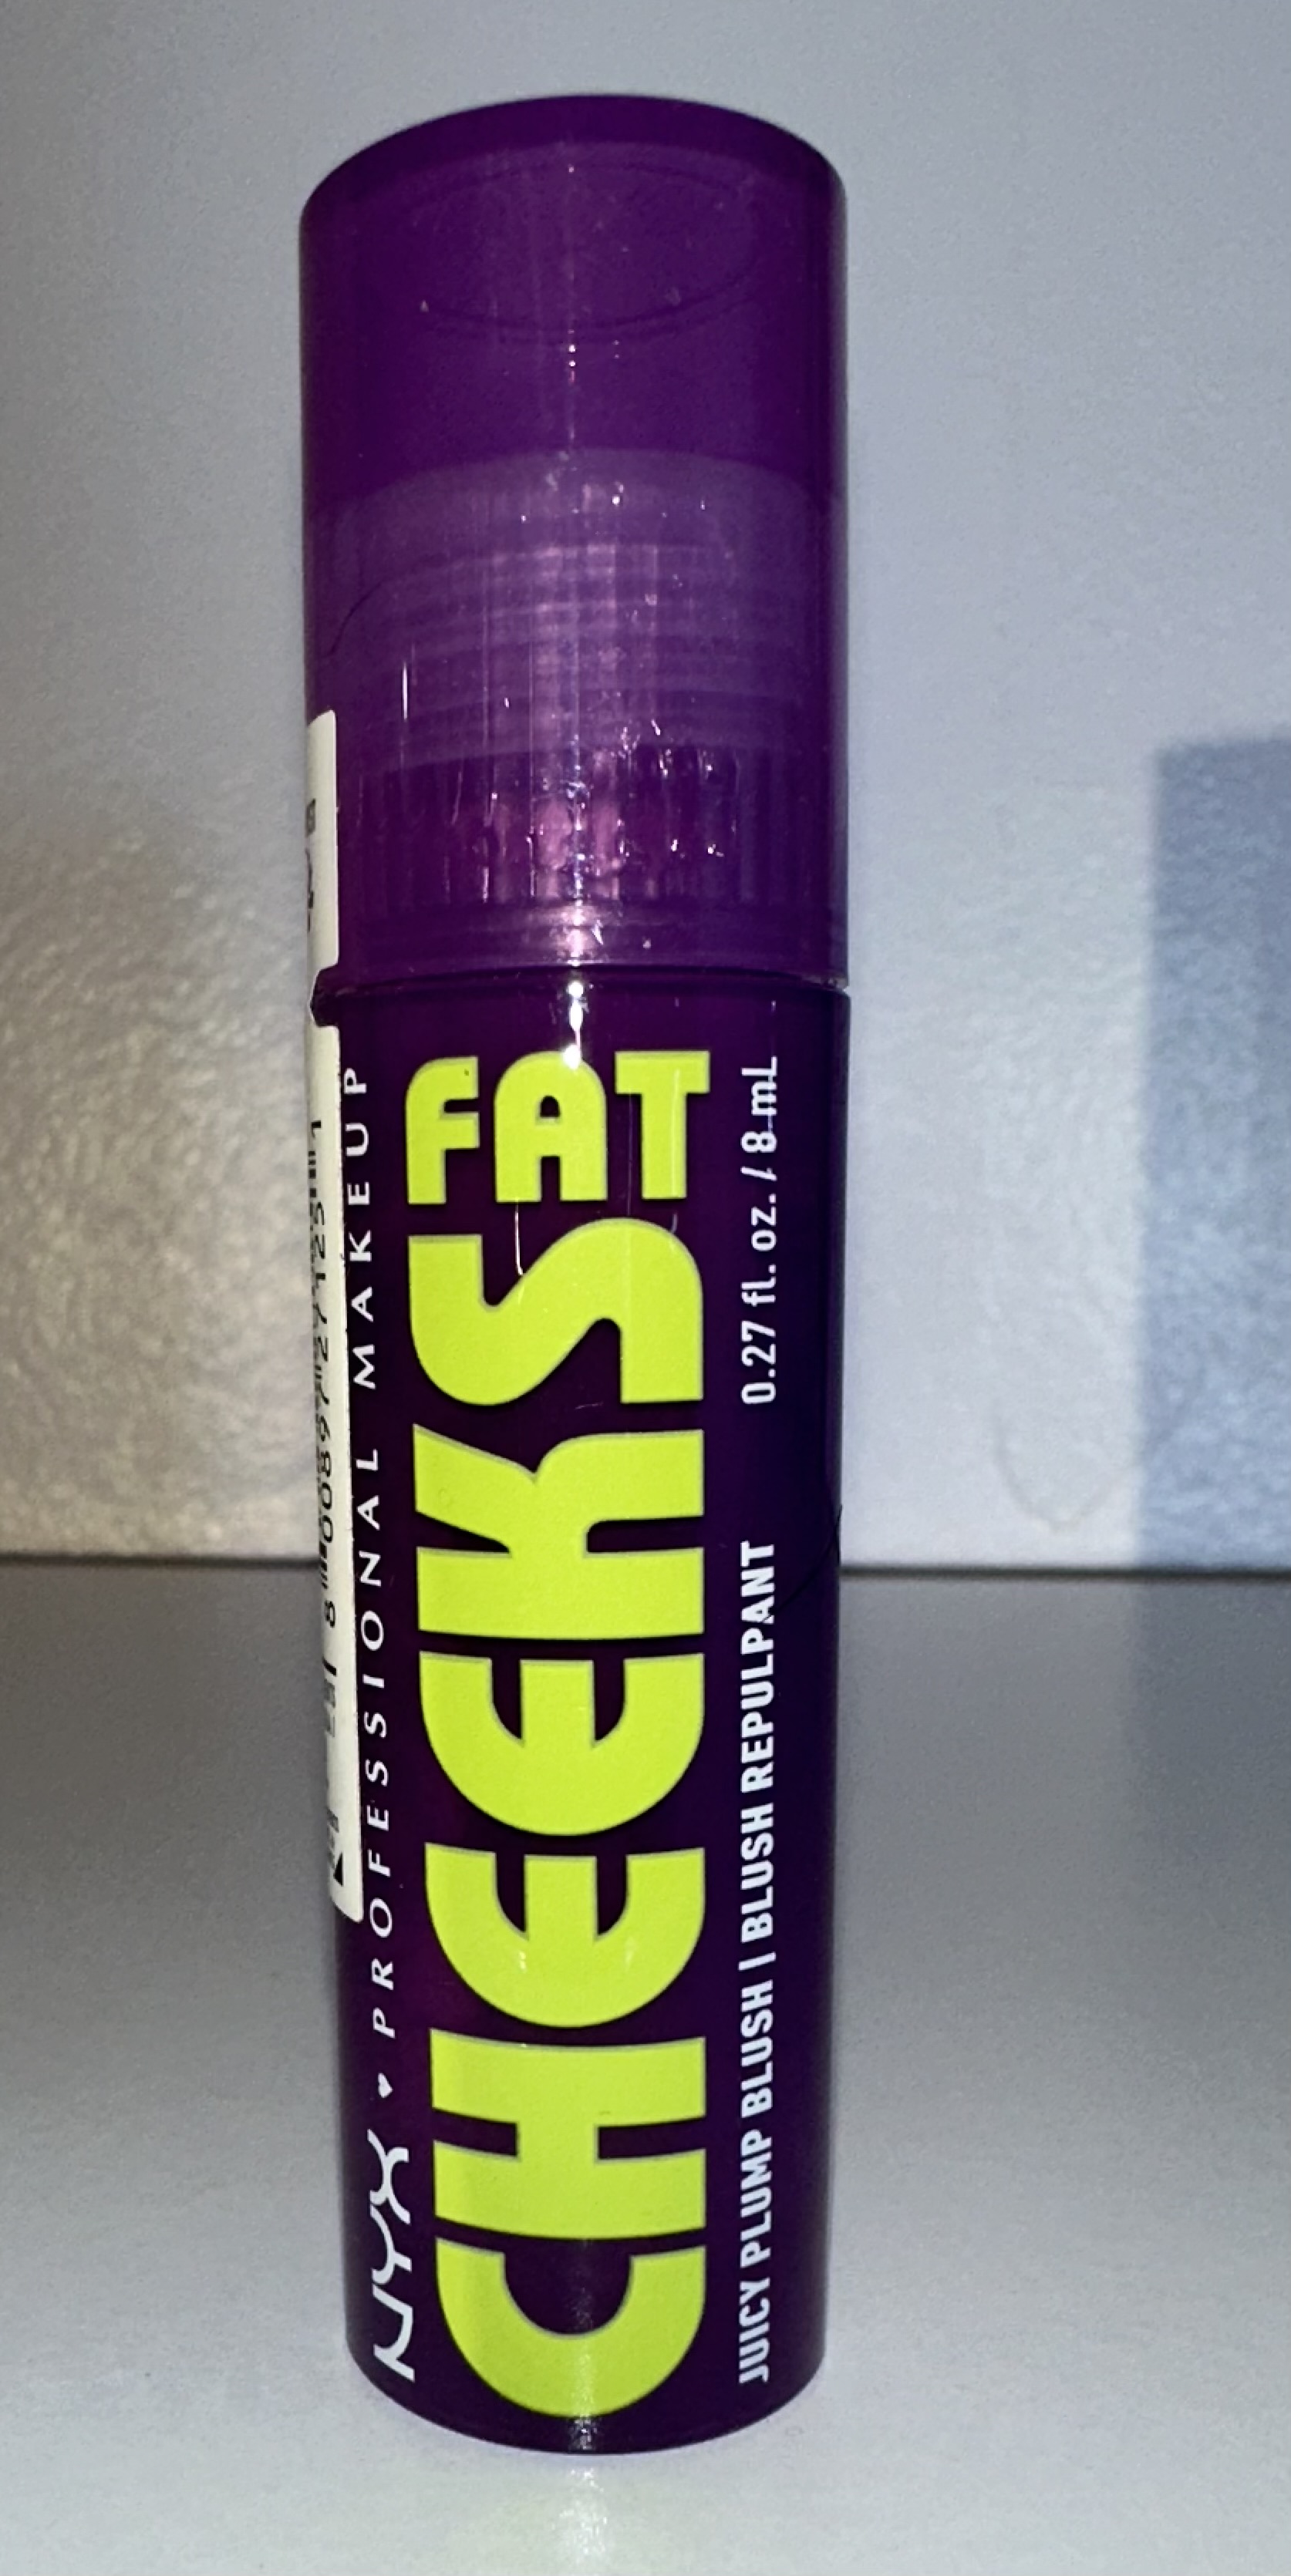 NYX ♥ PROFESSIONAL MAKEUP
CHEEKS
FAT
JUICY PLUMP BLUSH | BLUSH REPULPANT 0.27 fl. oz. / 8 mL